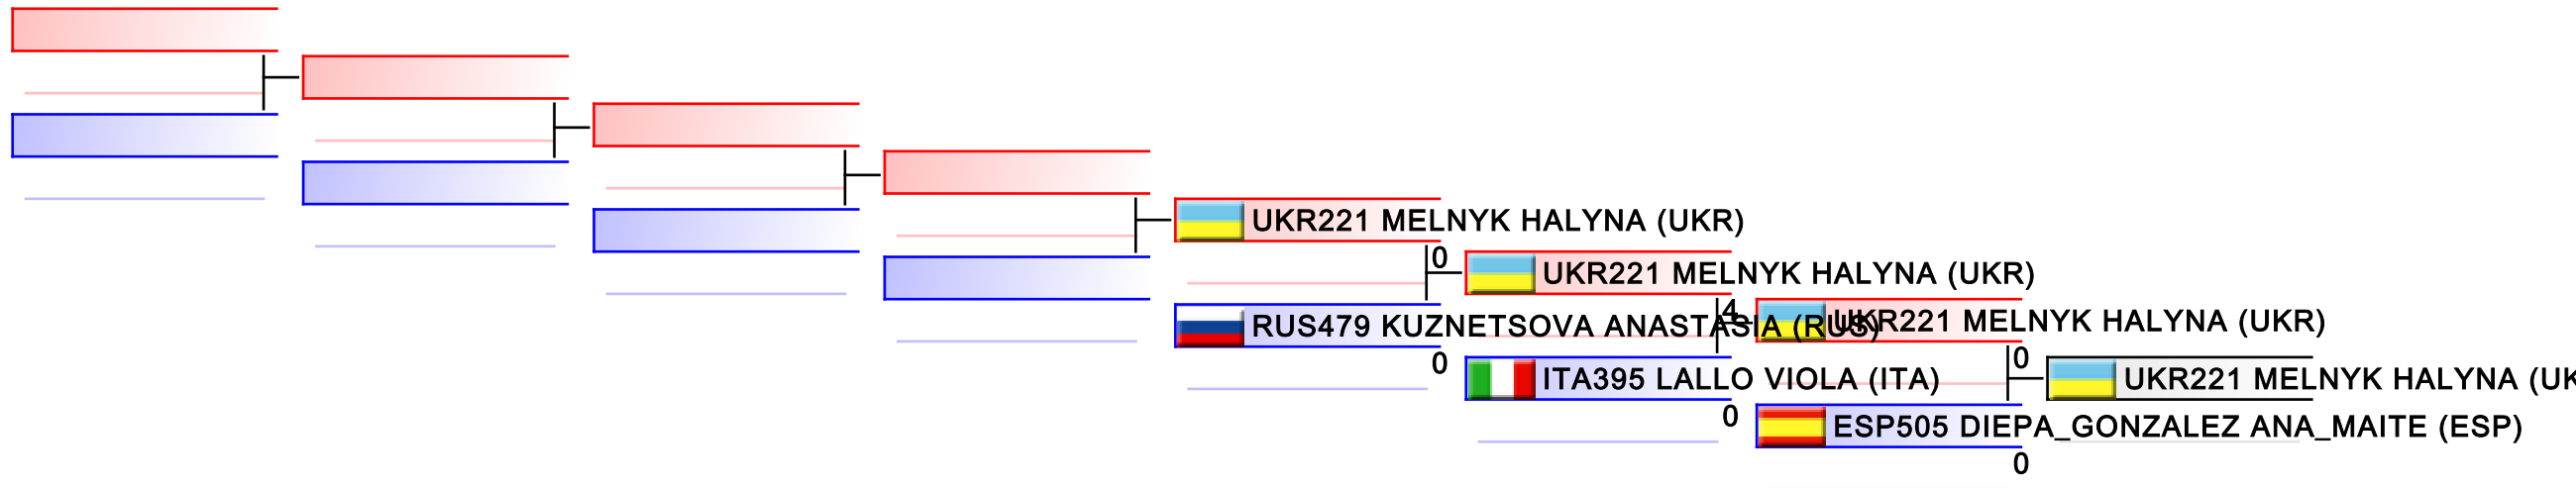 UKR221 MELNYK HALYNA (UKR)
0
UKR221 MELNYK HALYNA (UKR)
RUS479 KUZNETSOVA ANASTASIA (RUS)
4
UKR221 MELNYK HALYNA (UKR)
0
ITA395 LALLO VIOLA (ITA)
0
UKR221 MELNYK HALYNA (UK
0
ESP505 DIEPA_GONZALEZ ANA_MAITE (ESP)
0